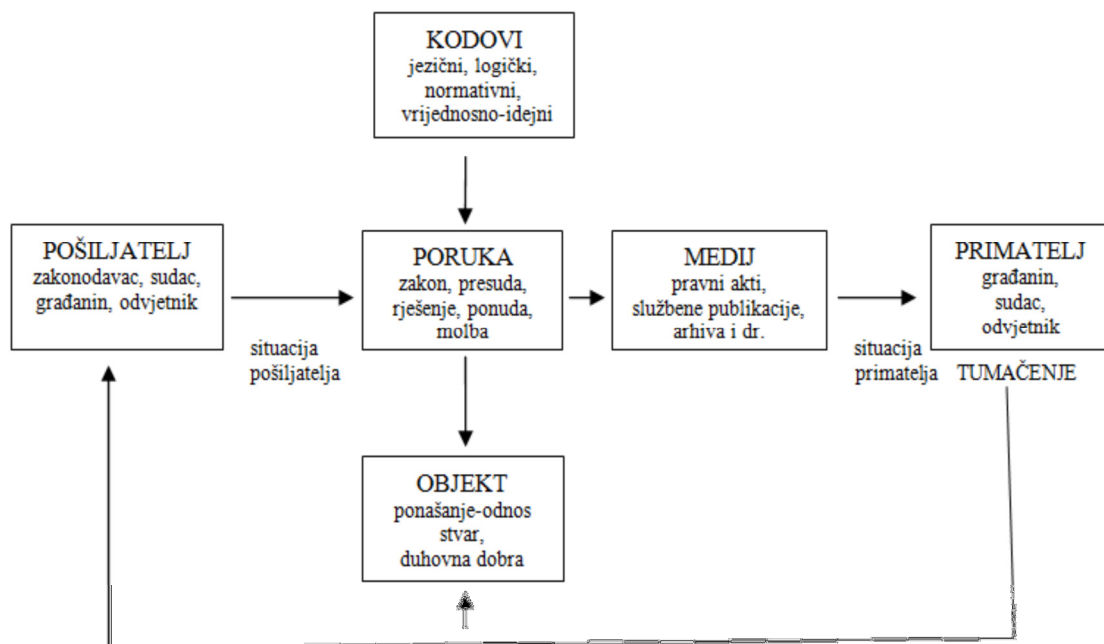 KODOVI
jezični, logički,
normativni,
vrijednosno-idejni
POŠILJATELJ
zakonodavac, sudac,
građanin, odvjetnik
situacija
pošiljatelja
PORUKA
zakon, presuda,
rješenje, ponuda,
molba
MEDIJ
pravni akti,
službene publikacije,
arhiva i dr.
situacija
primatelja
PRIMATELJ
građanin,
sudac,
odvjetnik
TUMAČENJE
OBJEKT
ponašanje-odnos
stvar,
duhovna dobra